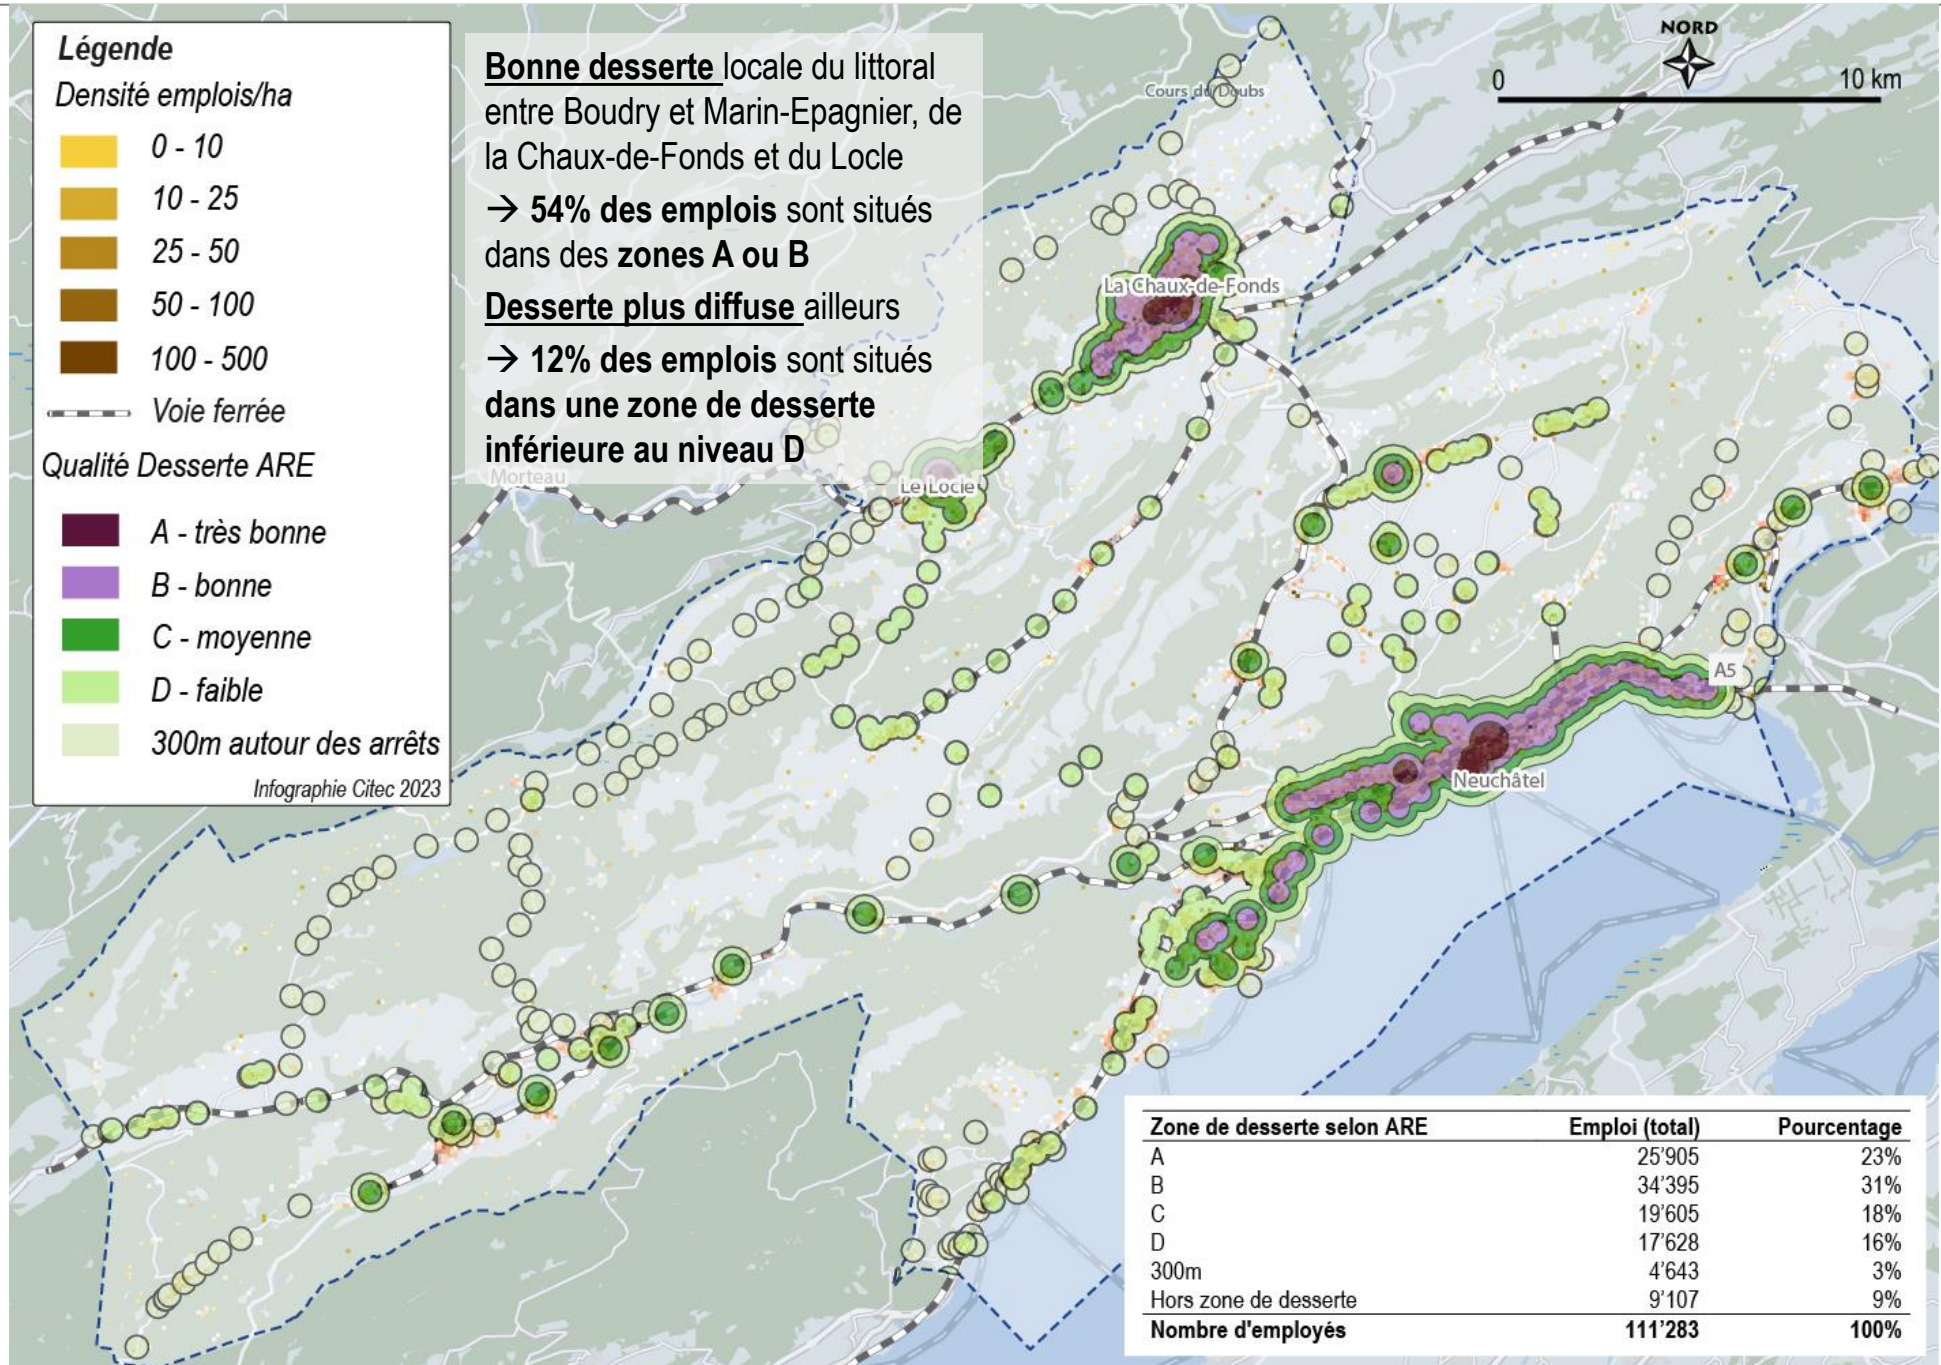 Légende
Densité emplois/ha
0 - 10
10 - 25
25 - 50
50 - 100
100 - 500
Voie ferrée
Qualité Desserte ARE
A - très bonne
B - bonne
C - moyenne
D - faible
300m autour des arrêts
Infographie Citec 2023
Bonne desserte locale du littoral
entre Boudry et Marin-Epagnier, de
la Chaux-de-Fonds et du Locle
→ 54% des emplois sont situés
dans des zones A ou B
Desserte plus diffuse ailleurs
→ 12% des emplois sont situés
dans une zone de desserte
inférieure au niveau D
NORD
0 10 km
Cours du Doubs
La Chaux-de-Fonds
Morteau
Le Locle
A5
Neuchâtel
Zone de desserte selon ARE Emploi (total) Pourcentage
A 25'905 23%
B 34'395 31%
C 19'605 18%
D 17'628 16%
300m 4'643 3%
Hors zone de desserte 9'107 9%
Nombre d'employés 111'283 100%